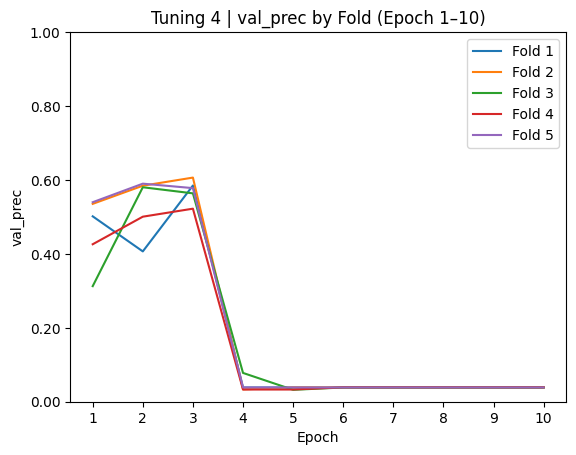 Tuning 4 | val_prec by Fold (Epoch 1–10)
1.00
0.80
0.60
0.40
0.20
0.00
val_prec
Fold 1
Fold 2
Fold 3
Fold 4
Fold 5
1 2 3 4 5 6 7 8 9 10
Epoch